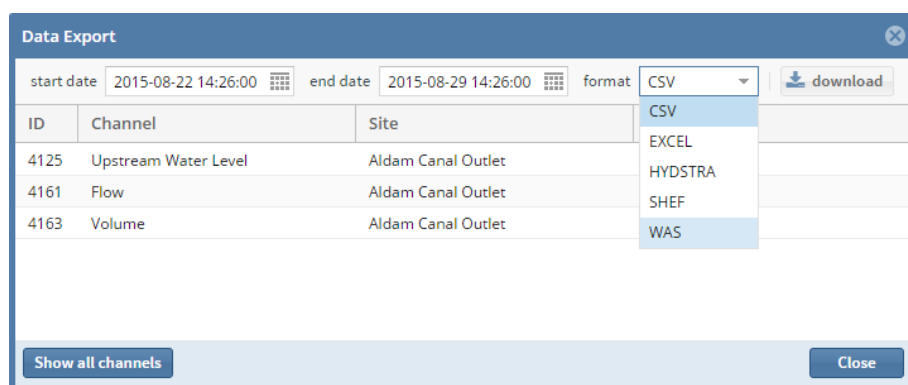 Data Export
start date 2015-08-22 14:26:00 end date 2015-08-29 14:26:00 format CSV download
ID Channel Site
CSV
EXCEL
HYDSTRA
SHEF
WAS
4125 Upstream Water Level Aldam Canal Outlet
4161 Flow Aldam Canal Outlet
4163 Volume Aldam Canal Outlet
Show all channels Close